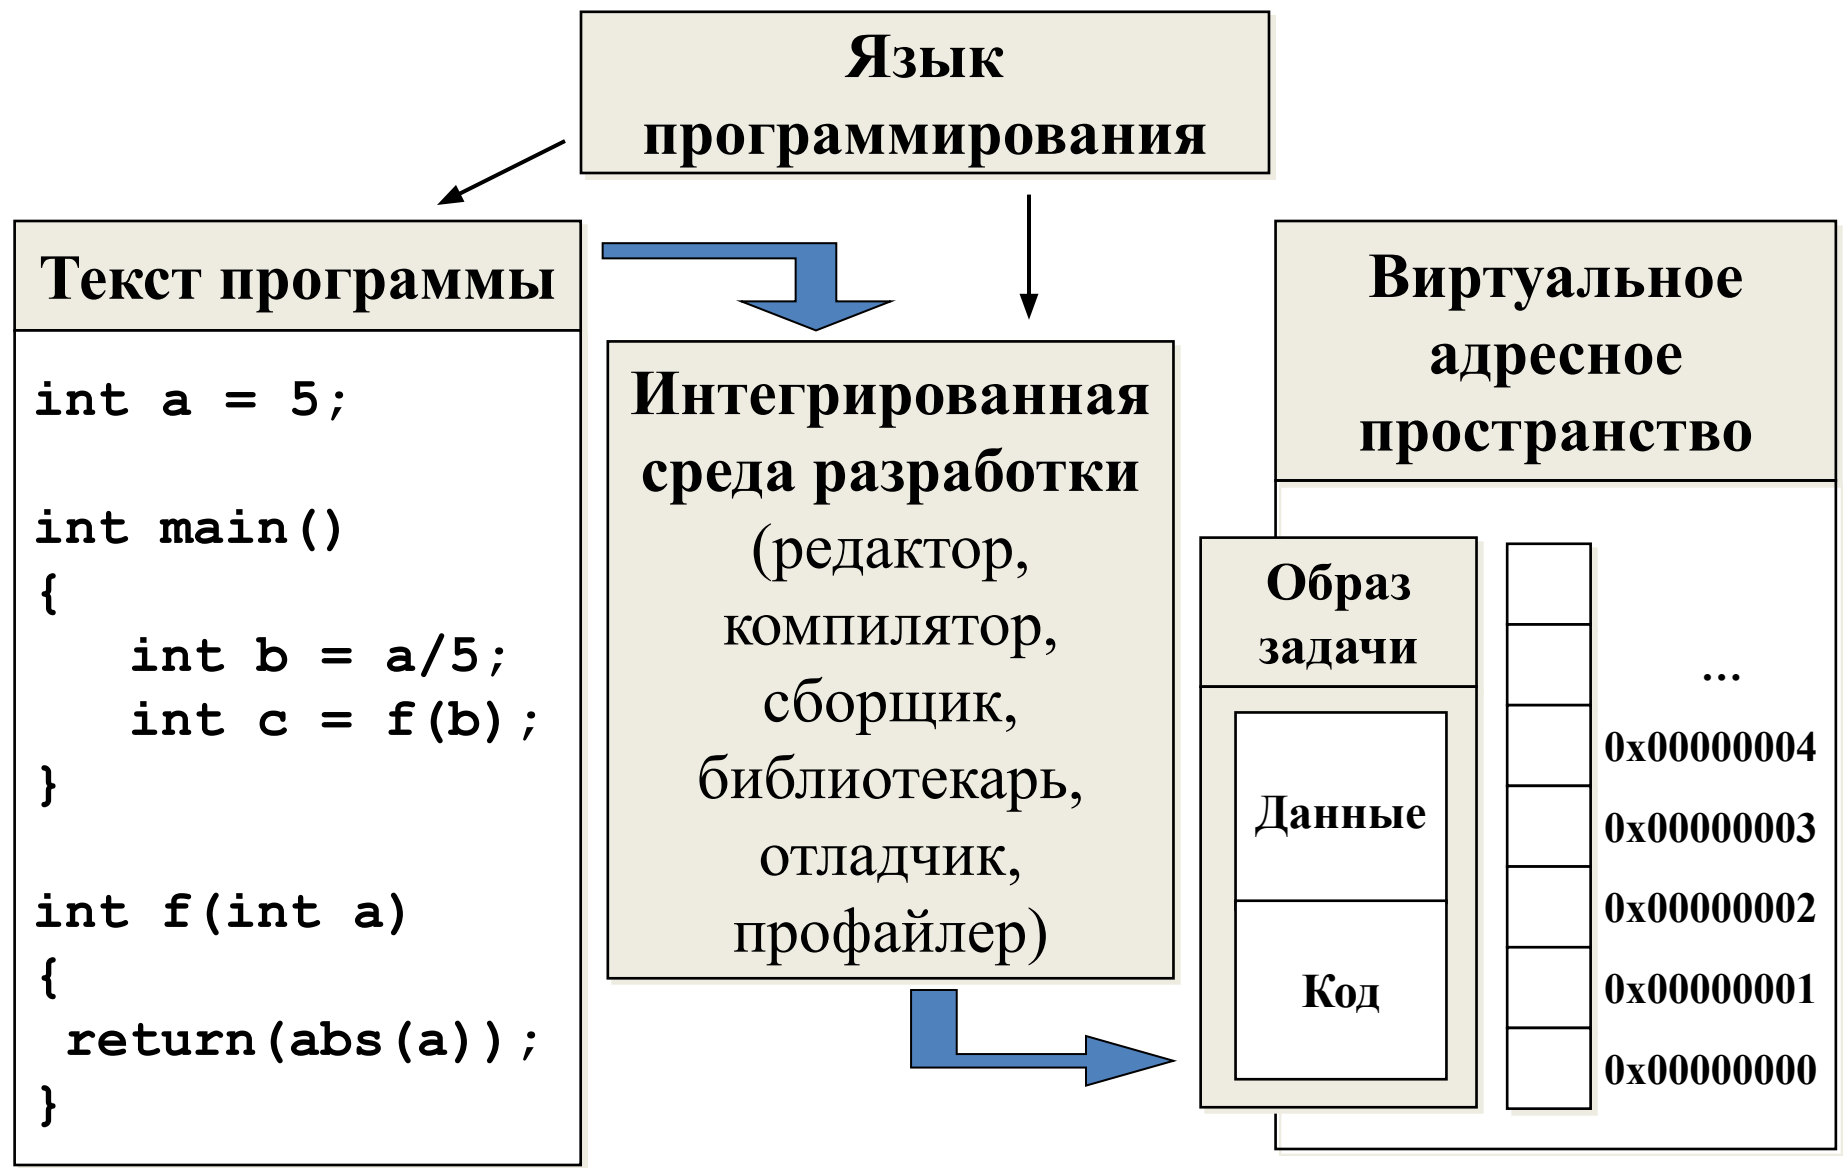 Язык
программирования
Текст программы
int a = 5;
int main()
{
   int b = a/5;
   int c = f(b);
}
int f(int a)
{
 return(abs(a));
}
Интегрированная
среда разработки
(редактор,
компилятор,
сборщик,
библиотекарь,
отладчик,
профайлер)
Виртуальное
адресное
пространство
Образ
задачи
Данные
Код
...
0x00000004
0x00000003
0x00000002
0x00000001
0x00000000